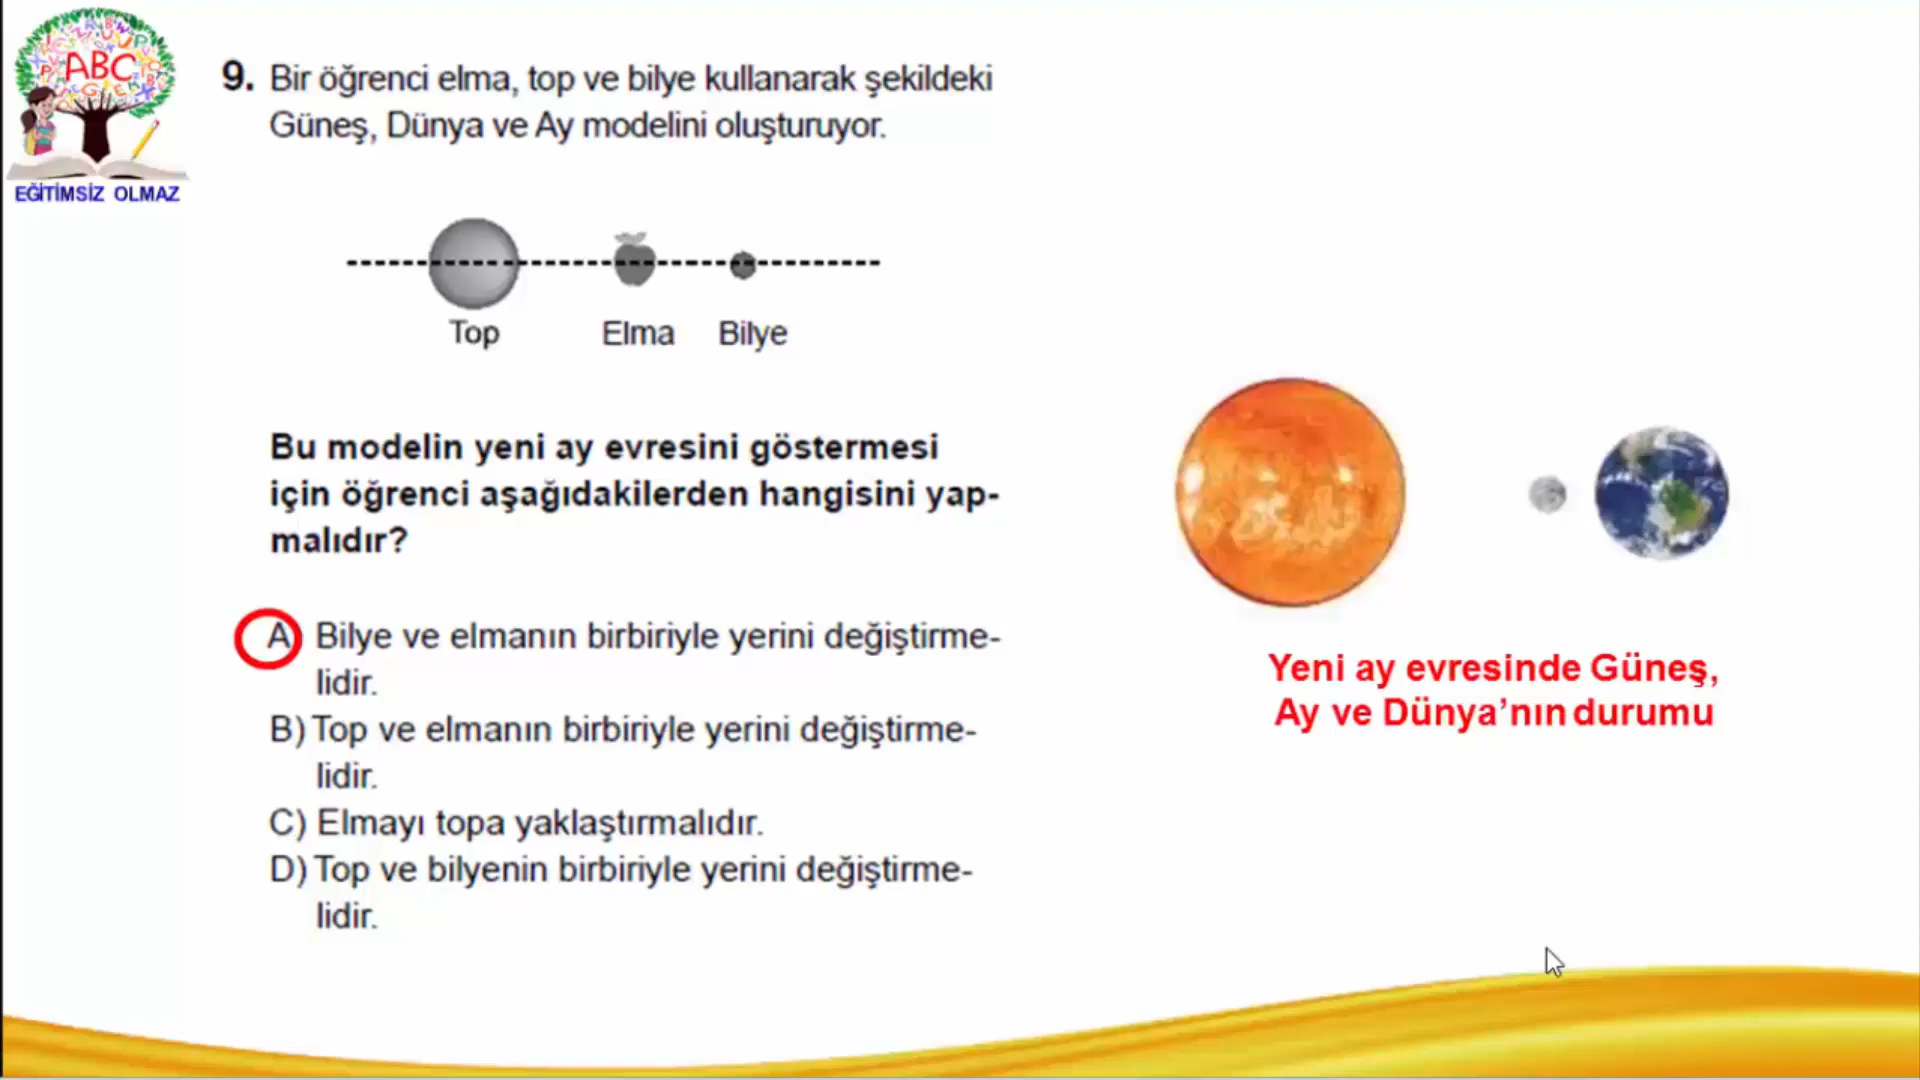 ABC
EĞİTİMSİZ OLMAZ
9. Bir öğrenci elma, top ve bilye kullanarak şekildeki
Güneş, Dünya ve Ay modelini oluşturuyor.
Top Elma Bilye
Bu modelin yeni ay evresini göstermesi
için öğrenci aşağıdakilerden hangisini yap-
malıdır?
A) Bilye ve elmanın birbiriyle yerini değiştirme-
lidir.
B) Top ve elmanın birbiriyle yerini değiştirme-
lidir.
C) Elmayı topa yaklaştırmalıdır.
D) Top ve bilyenin birbiriyle yerini değiştirme-
lidir.
Yeni ay evresinde Güneş,
Ay ve Dünya'nın durumu